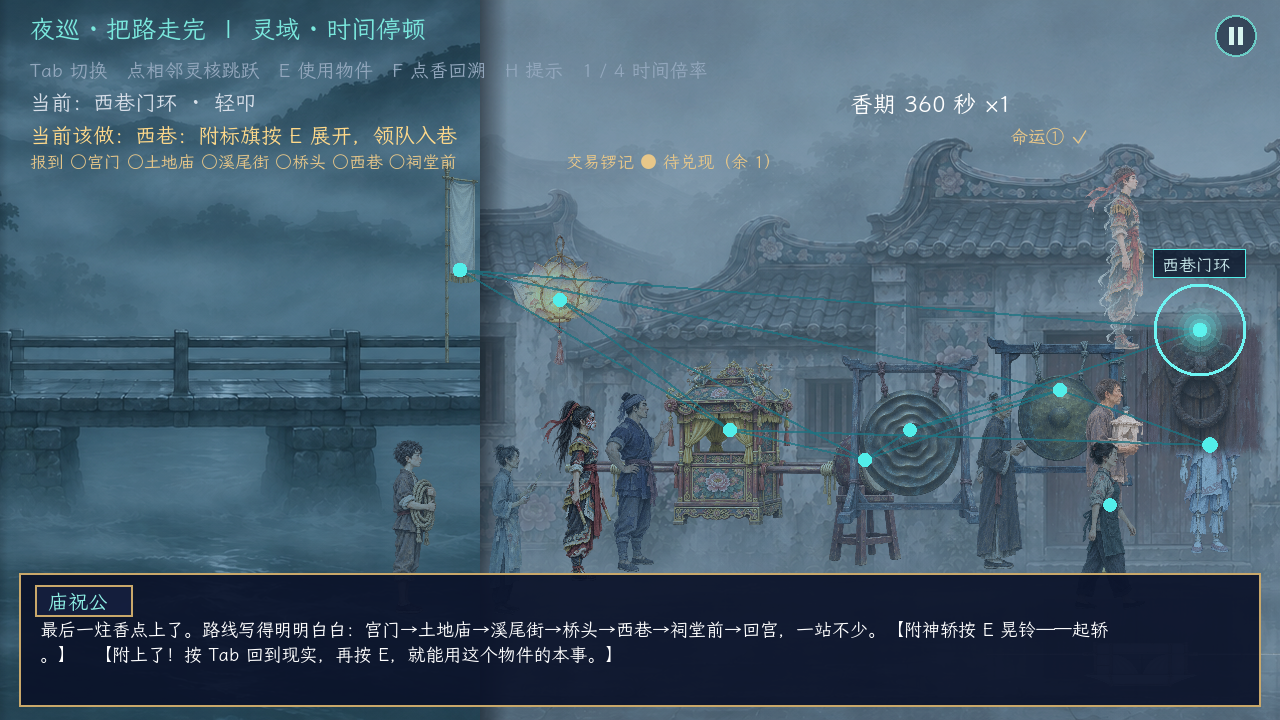 夜巡·把路走完 | 灵域·时间停顿
Tab 切换 点相邻灵核跳跃 E 使用物件 F 点香回溯 H 提示 1 / 4 时间倍率
当前: 西巷门环 · 轻叩
香期 360 秒 ×1
当前该做: 西巷: 附标旗按 E 展开, 领队入巷
命运① ✓
报到 ○宫门 ○土地庙 ○溪尾街 ○桥头 ○西巷 ○祠堂前
交易锣记 ● 待兑现 (余 1)
西巷门环
庙祝公
最后一炷香点上了。路线写得明明白白: 宫门→土地庙→溪尾街→桥头→西巷→祠堂前→回宫, 一站不少。【附神轿按 E 晃铃——起轿
。】 【附上了! 按 Tab 回到现实, 再按 E, 就能用这个物件的本事。】